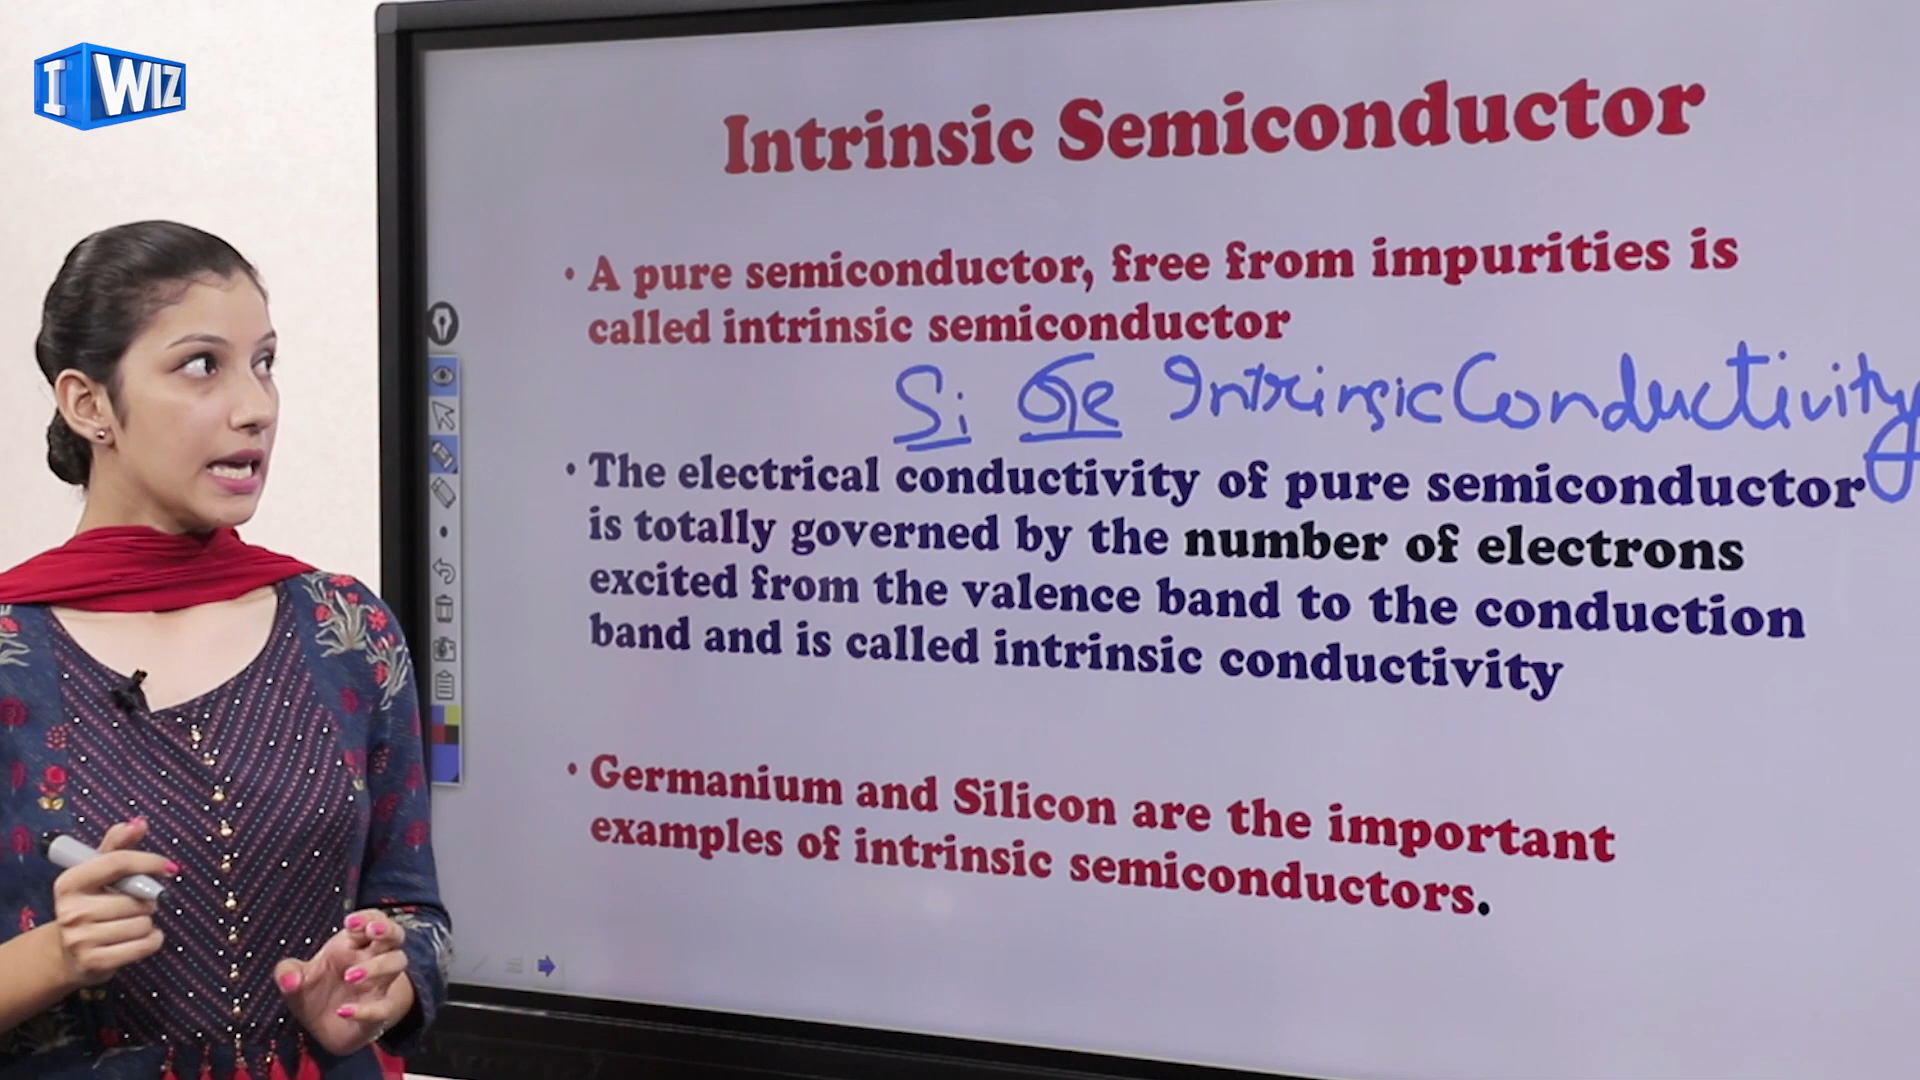 I WIZ
Intrinsic Semiconductor
• A pure semiconductor, free from impurities is
called intrinsic semiconductor
Si Ge Intrinsic Conductivity
• The electrical conductivity of pure semiconductor
is totally governed by the number of electrons
excited from the valence band to the conduction
band and is called intrinsic conductivity
• Germanium and Silicon are the important
examples of intrinsic semiconductors.